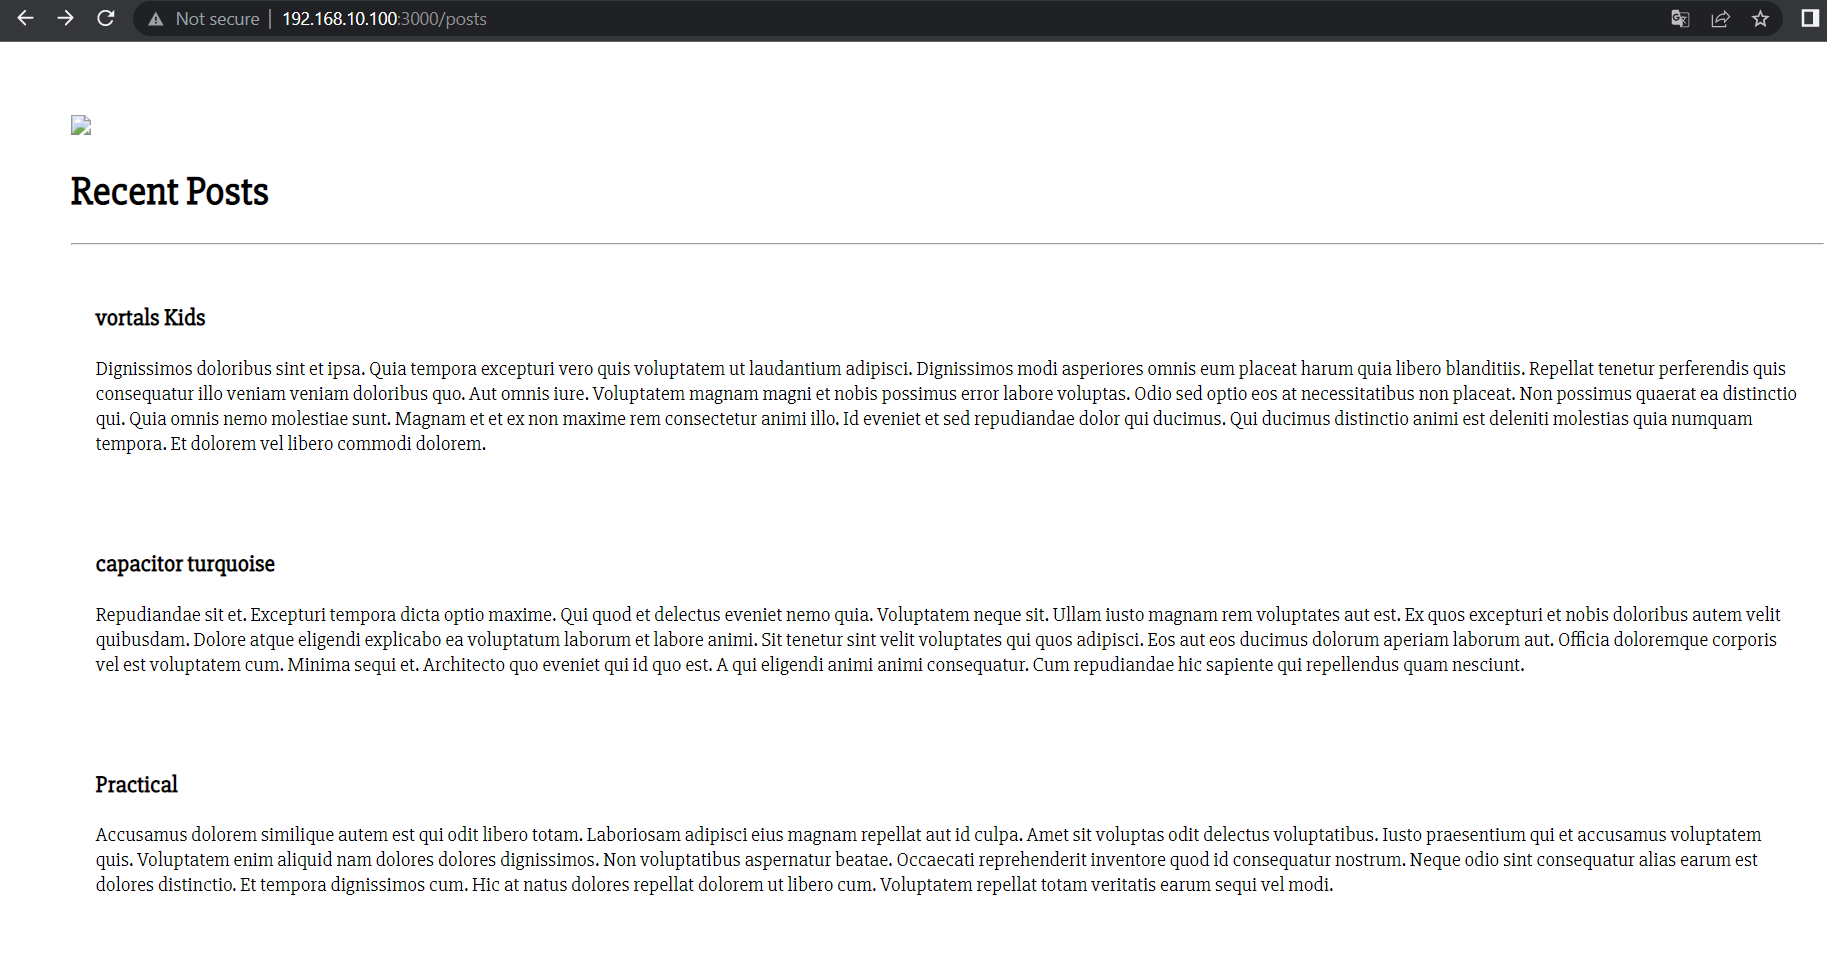 Not secure | 192.168.10.100:3000/posts
Recent Posts
vortals Kids
Dignissimos doloribus sint et ipsa. Quia tempora excepturi vero quis voluptatem ut laudantium adipisci. Dignissimos modi asperiores omnis eum placeat harum quia libero blanditiis. Repellat tenetur perferendis quis
consequatur illo veniam veniam doloribus quo. Aut omnis iure. Voluptatem magnam magni et nobis possimus error labore voluptas. Odio sed optio eos at necessitatibus non placeat. Non possimus quaerat ea distinctio
qui. Quia omnis nemo molestiae sunt. Magnam et et ex non maxime rem consectetur animi illo. Id eveniet et sed repudiandae dolor qui ducimus. Qui ducimus distinctio animi est deleniti molestias quia numquam
tempora. Et dolorem vel libero commodi dolorem.
capacitor turquoise
Repudiandae sit et. Excepturi tempora dicta optio maxime. Qui quod et delectus eveniet nemo quia. Voluptatem neque sit. Ullam iusto magnam rem voluptates aut est. Ex quos excepturi et nobis doloribus autem velit
quibusdam. Dolore atque eligendi explicabo ea voluptatum laborum et labore animi. Sit tenetur sint velit voluptates qui quos adipisci. Eos aut eos ducimus dolorum aperiam laborum aut. Officia doloremque corporis
vel est voluptatem cum. Minima sequi et. Architecto quo eveniet qui id quo est. A qui eligendi animi animi consequatur. Cum repudiandae hic sapiente qui repellendus quam nesciunt.
Practical
Accusamus dolorem similique autem est qui odit libero totam. Laboriosam adipisci eius magnam repellat aut id culpa. Amet sit voluptas odit delectus voluptatibus. Iusto praesentium qui et accusamus voluptatem
quis. Voluptatem enim aliquid nam dolores dolores dignissimos. Non voluptatibus aspernatur beatae. Occaecati reprehenderit inventore quod id consequatur nostrum. Neque odio sint consequatur alias earum est
dolores distinctio. Et tempora dignissimos cum. Hic at natus dolores repellat dolorem ut libero cum. Voluptatem repellat totam veritatis earum sequi vel modi.